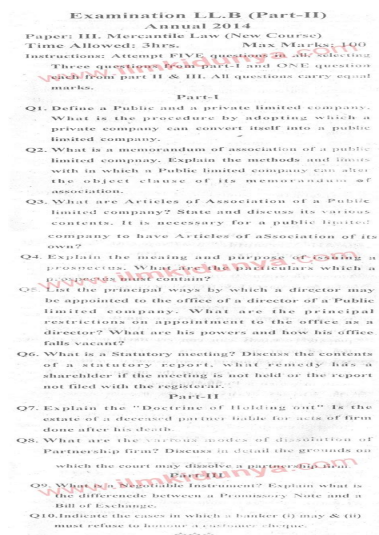 Examination LL.B (Part-II)
Annual 2014
Paper: III. Mercantile Law (New Course)
Time Allowed: 3hrs. Max Marks: 100
Instructions: Attempt FIVE questions in all, selecting
Three questions from part-I and ONE question
each from part II & III. All questions carry equal
marks.
Part-I
Q1. Define a Public and a private limited company.
What is the procedure by adopting which a
private company can convert itself into a public
limited company.
Q2. What is a memorandum of association of a public
limited compnay. Explain the methods and limits
with in which a Public limited company can alter
the object clause of its memorandum of
association.
Q3. What are Articles of Association of a Public
limited company? State and discuss its various
contents. It is necessary for a public limited
company to have Articles of aSsociation of its
own?
Q4. Explain the meaing and purpose of issuing a
prospectus. What are the particulars which a
prospectus must contain?
Q5. List the principal ways by which a director may
be appointed to the office of a director of a Public
limited company. What are the principal
restrictions on appointment to the office as a
director? What are his powers and how his office
falls vacant?
Q6. What is a Statutory meeting? Discuss the contents
of a statutory report, what remedy has a
shareholder if the meeting is not held or the report
not filed with the registerar.
Part-II
Q7. Explain the "Doctrine of Holding out" Is the
estate of a deceased partner liable for acts of firm
done after his death.
Q8. What are the various modes of dissolution of
Partnership firm? Discuss in detail the grounds on
which the court may dissolve a partnership firm.
Part-III
Q9. What is a Negotiable Instrument? Explain what is
the differenede between a Promissory Note and a
Bill of Exchange.
Q10. Indicate the cases in which a banker (i) may & (ii)
must refuse to honour a customer cheque.
www.ilmkidunya.com
www.ilmkidunya.com
www.ilmkidunya.com